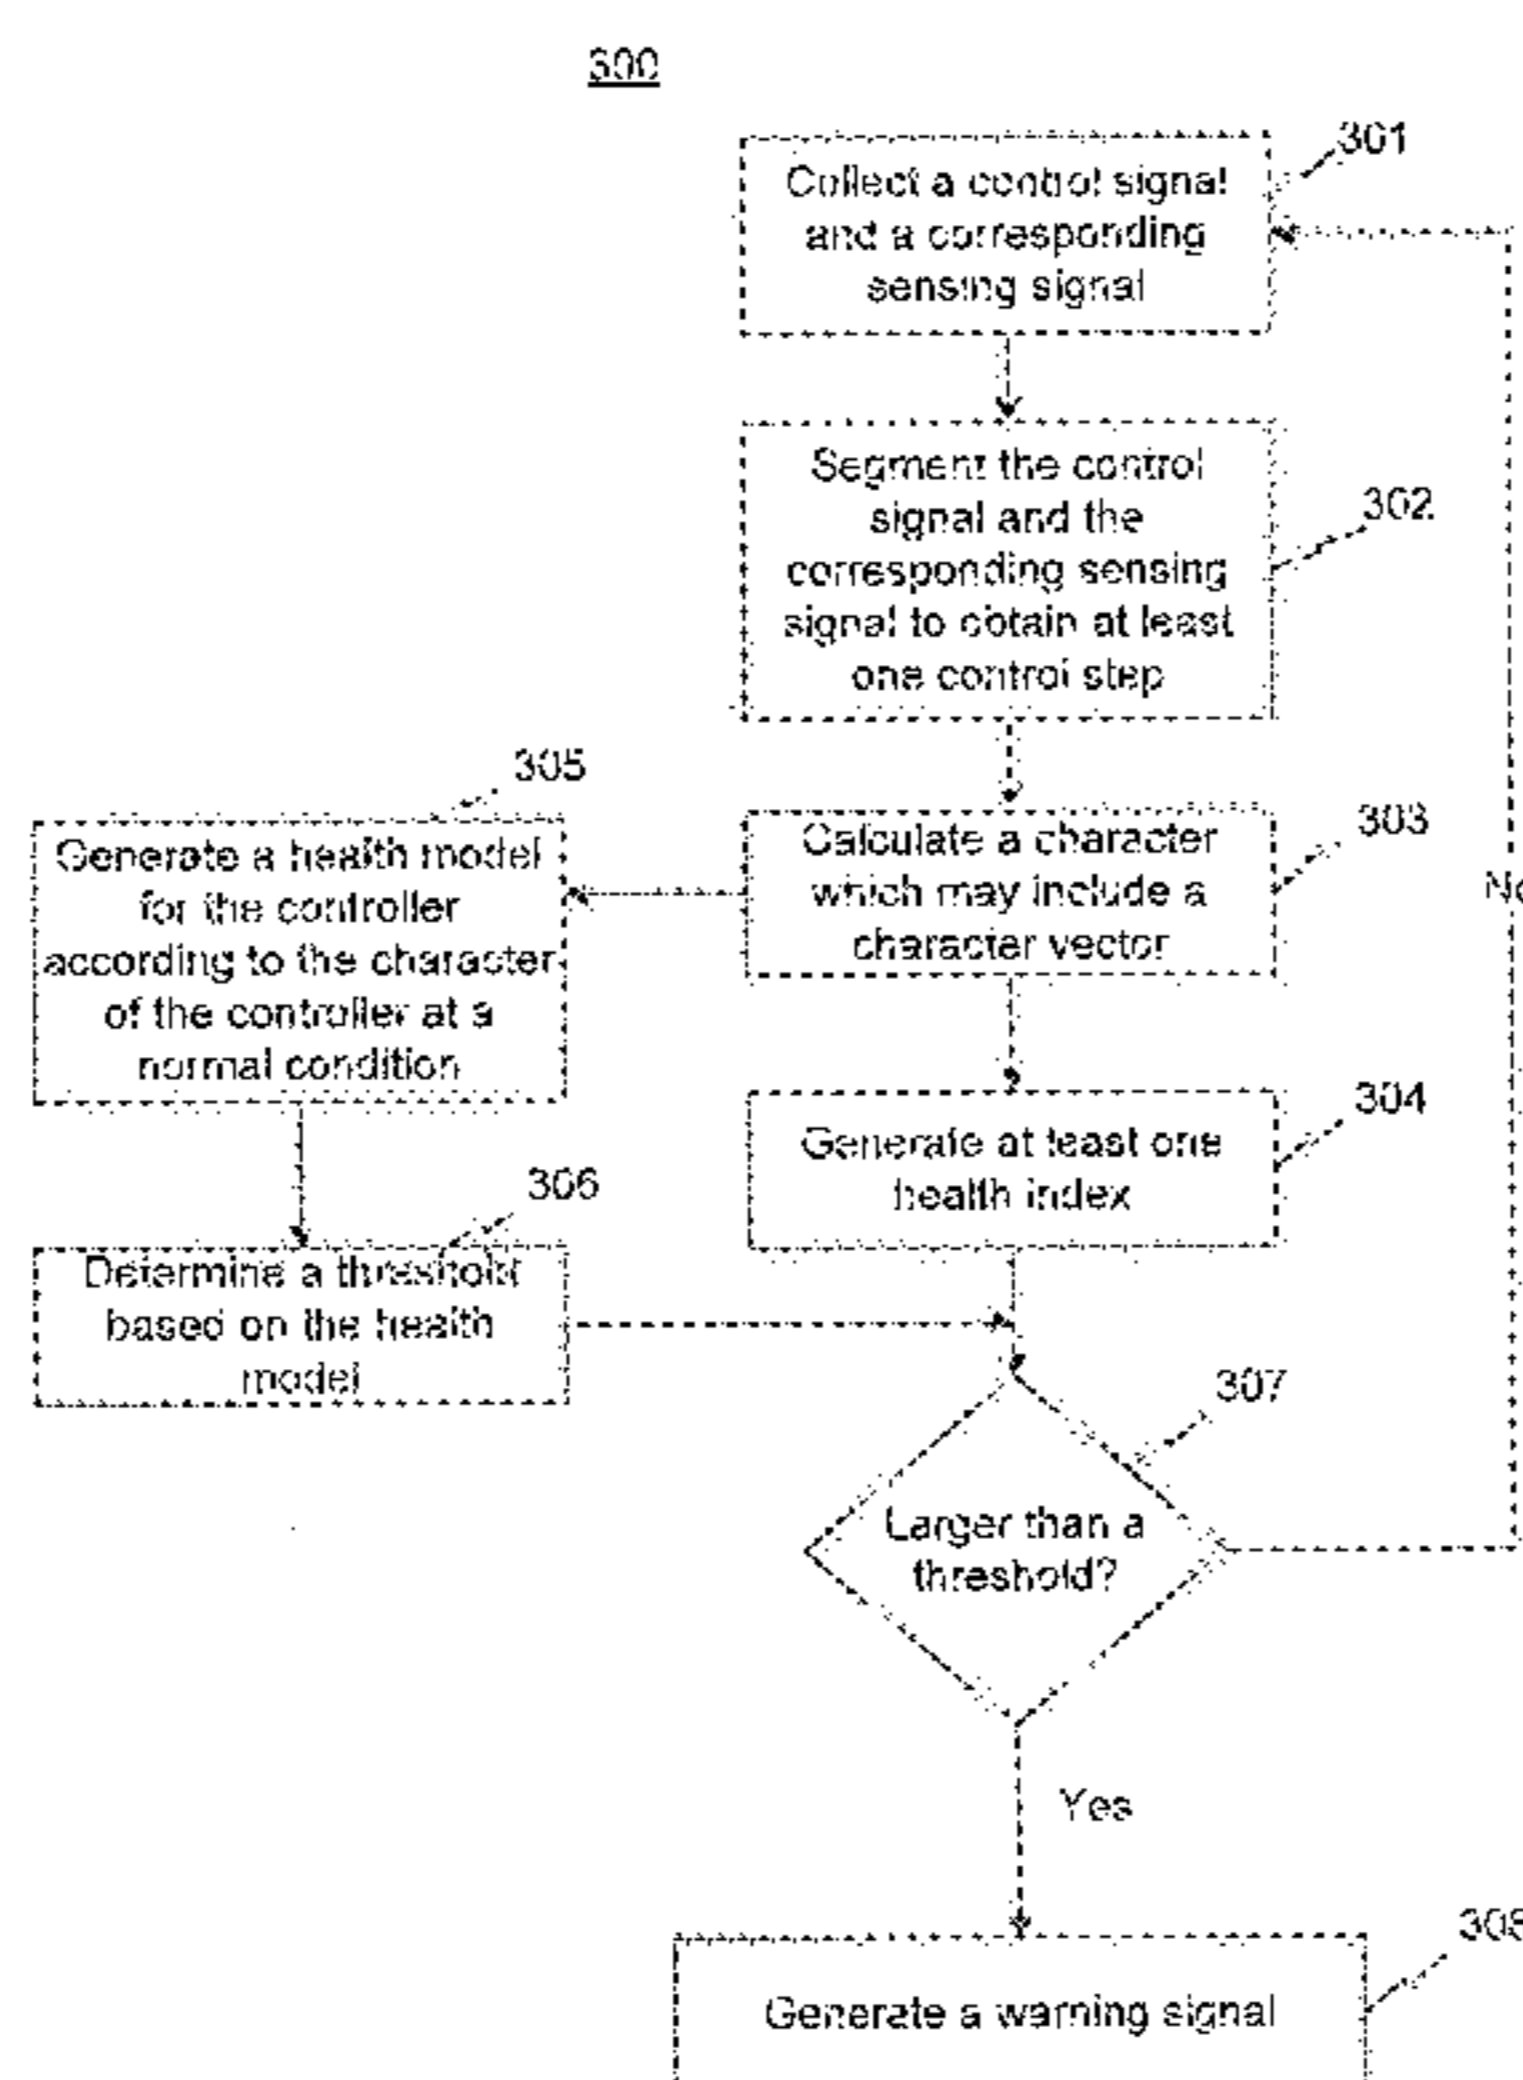 300
301
Collect a control signal
and a corresponding
sensing signal
302
Segment the control
signal and the
corresponding sensing
signal to obtain at least
one control step
303
Calculate a character
which may include a
character vector
305
Generate a health model
for the controller
according to the character
of the controller at a
normal condition
304
Generate at least one
health index
306
Determine a threshold
based on the health
model
307
Larger than a
threshold?
No
Yes
308
Generate a warning signal